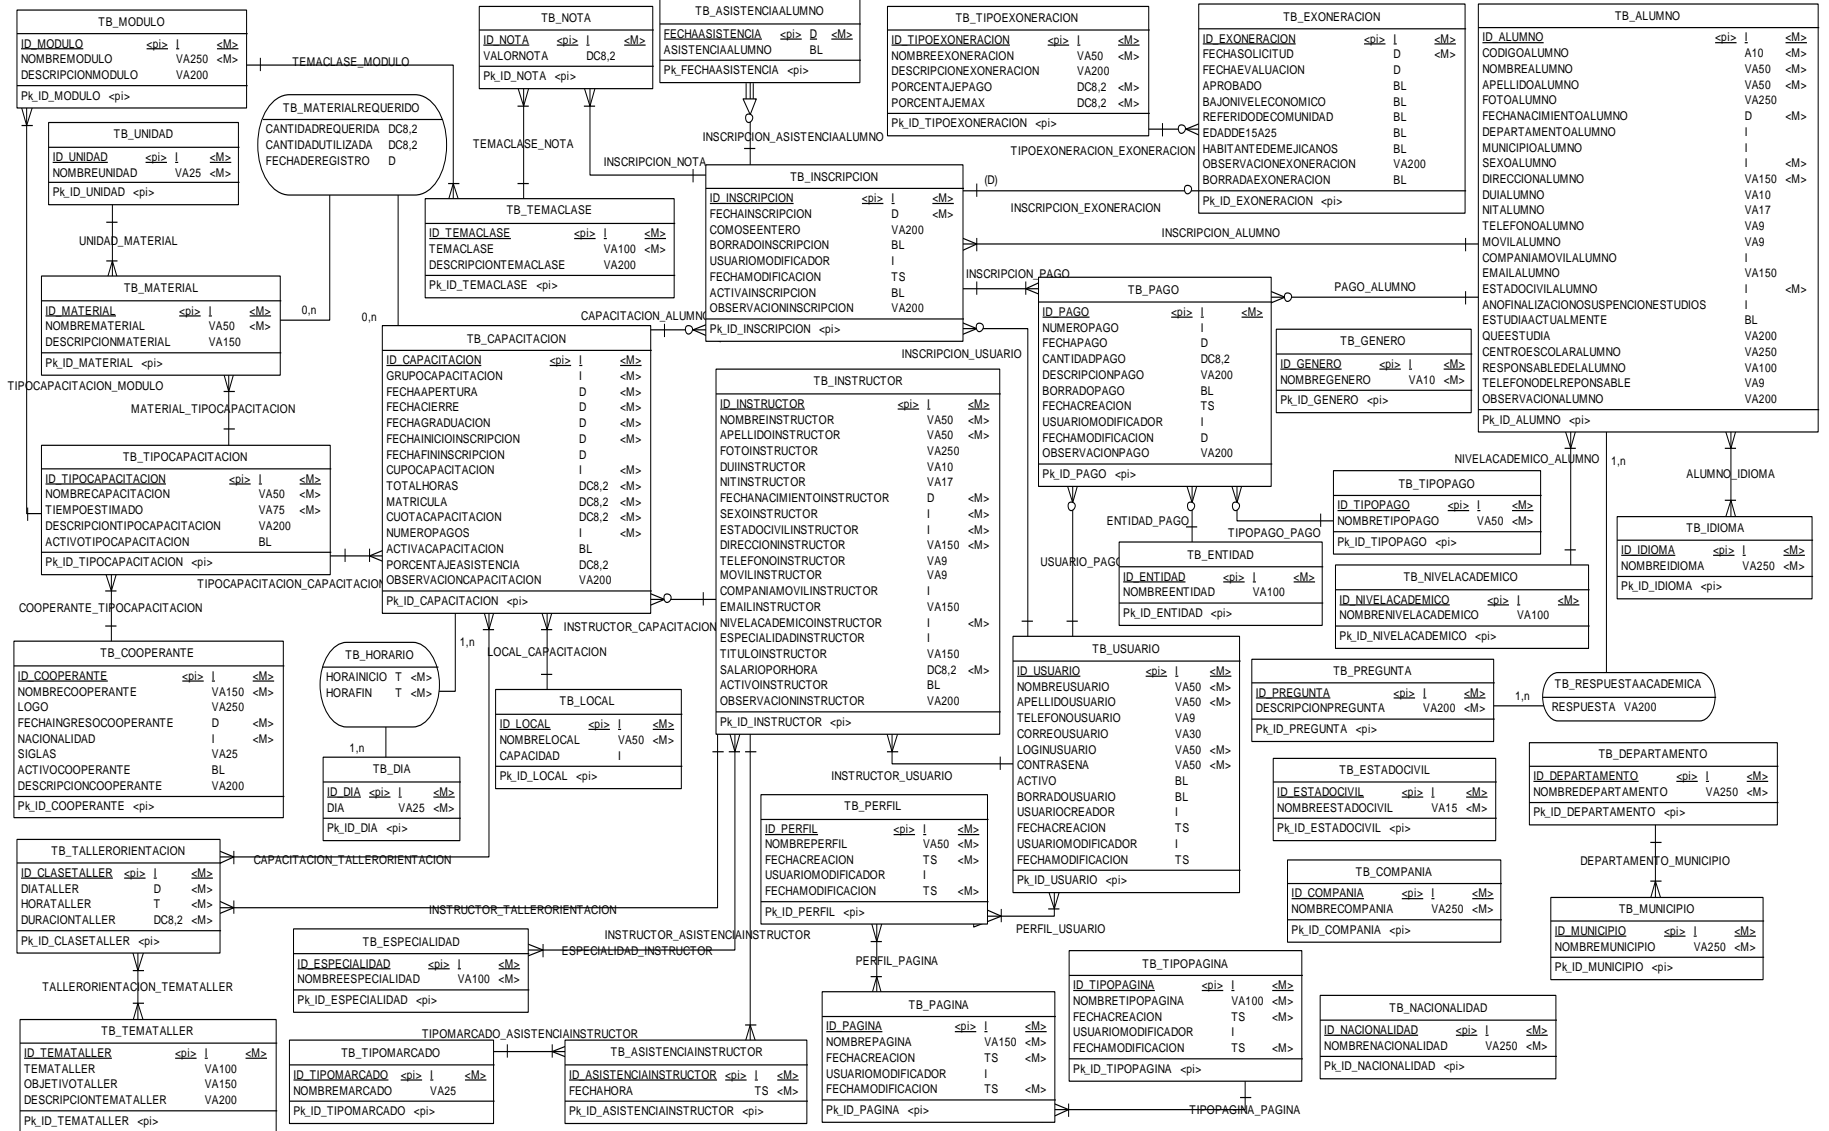 TB_MODULO
ID_MODULO <pi> I <M>
NOMBREMODULO VA250 <M>
DESCRIPCIONMODULO VA200
Pk_ID_MODULO <pi>
TEMACLASE_MODULO
TB_NOTA
ID_NOTA <pi> I <M>
VALORNOTA DC8,2
Pk_ID_NOTA <pi>
TEMACLASE_NOTA
TB_ASISTENCIAALUMNO
FECHAASISTENCIA <pi> D <M>
ASISTENCIAALUMNO BL
Pk_FECHAASISTENCIA <pi>
INSCRIPCION_ASISTENCIAALUMNO
INSCRIPCION_NOTA
TB_TIPOEXONERACION
ID_TIPOEXONERACION <pi> I <M>
NOMBREEXONERACION VA50 <M>
DESCRIPCIONEXONERACION VA200
PORCENTAJEPAGO DC8,2 <M>
PORCENTAJEMAX DC8,2 <M>
Pk_ID_TIPOEXONERACION <pi>
TIPOEXONERACION_EXONERACION
TB_EXONERACION
ID_EXONERACION <pi> I <M>
FECHASOLICITUD D <M>
FECHAEVALUACION D
APROBADO BL
BAJONIVELECONOMICO BL
REFERIDODECOMUNIDAD BL
EDADDE15A25 BL
HABITANTEDEMEJICANOS BL
OBSERVACIONEXONERACION VA200
BORRADAEXONERACION BL
Pk_ID_EXONERACION <pi>
TB_ALUMNO
ID_ALUMNO <pi> I <M>
CODIGOALUMNO A10 <M>
NOMBREALUMNO VA50 <M>
APELLIDOALUMNO VA50 <M>
FOTOALUMNO VA250
FECHANACIMIENTOALUMNO D <M>
DEPARTAMENTOALUMNO I
MUNICIPIOALUMNO I
SEXOALUMNO I <M>
DIRECCIONALUMNO VA150 <M>
DUIALUMNO VA10
NITALUMNO VA17
TELEFONOALUMNO VA9
MOVILALUMNO VA9
COMPANIAMOVILALUMNO I
EMAILALUMNO VA150
ESTADOCIVILALUMNO I <M>
ANOFINALIZACIONOSUSPENCIONESTUDIOS I
ESTUDIAACTUALMENTE BL
QUEESTUDIA VA200
CENTROESCOLARALUMNO VA250
RESPONSABLEDELALUMNO VA100
TELEFONODELREPONSABLE VA9
OBSERVACIONALUMNO VA200
Pk_ID_ALUMNO <pi>
TB_MATERIALREQUERIDO
CANTIDADREQUERIDA DC8,2
CANTIDADUTILIZADA DC8,2
FECHADEREGISTRO D
0,n
0,n
TB_UNIDAD
ID_UNIDAD <pi> I <M>
NOMBREUNIDAD VA25 <M>
Pk_ID_UNIDAD <pi>
UNIDAD_MATERIAL
TB_TEMACLASE
ID_TEMACLASE <pi> I <M>
TEMACLASE VA100 <M>
DESCRIPCIONTEMACLASE VA200
Pk_ID_TEMACLASE <pi>
TB_INSCRIPCION
ID_INSCRIPCION <pi> I <M>
FECHAINSCRIPCION D <M>
COMOSEENTERO VA200
BORRADOINSCRIPCION BL
USUARIOMODIFICADOR I
FECHAMODIFICACION TS
ACTIVAINSCRIPCION BL
OBSERVACIONINSCRIPCION VA200
Pk_ID_INSCRIPCION <pi>
(D)
INSCRIPCION_EXONERACION
INSCRIPCION_ALUMNO
INSCRIPCION_PAGO
INSCRIPCION_USUARIO
CAPACITACION_ALUMNO
TB_MATERIAL
ID_MATERIAL <pi> I <M>
NOMBREMATERIAL VA50 <M>
DESCRIPCIONMATERIAL VA150
Pk_ID_MATERIAL <pi>
TIPOCAPACITACION_MODULO
MATERIAL_TIPOCAPACITACION
TB_CAPACITACION
ID_CAPACITACION <pi> I <M>
GRUPOCAPACITACION I <M>
FECHAAPERTURA D <M>
FECHACIERRE D <M>
FECHAGRADUACION D <M>
FECHAINICIOINSCRIPCION D <M>
FECHAFININSCRIPCION D
CUPOCAPACITACION I <M>
TOTALHORAS DC8,2 <M>
MATRICULA DC8,2 <M>
CUOTACAPACITACION DC8,2 <M>
NUMEROPAGOS I <M>
ACTIVACAPACITACION BL
PORCENTAJEASISTENCIA DC8,2
OBSERVACIONCAPACITACION VA200
Pk_ID_CAPACITACION <pi>
TB_PAGO
ID_PAGO <pi> I <M>
NUMEROPAGO I
FECHAPAGO D
CANTIDADPAGO DC8,2
DESCRIPCIONPAGO VA200
BORRADOPAGO BL
FECHACREACION TS
USUARIOMODIFICADOR I
FECHAMODIFICACION D
OBSERVACIONPAGO VA200
Pk_ID_PAGO <pi>
PAGO_ALUMNO
TB_GENERO
ID_GENERO <pi> I <M>
NOMBREGENERO VA10 <M>
Pk_ID_GENERO <pi>
TB_INSTRUCTOR
ID_INSTRUCTOR <pi> I <M>
NOMBREINSTRUCTOR VA50 <M>
APELLIDOINSTRUCTOR VA50 <M>
FOTOINSTRUCTOR VA250
DUIINSTRUCTOR VA10
NITINSTRUCTOR VA17
FECHANACIMIENTOINSTRUCTOR D <M>
SEXOINSTRUCTOR I <M>
ESTADOCIVILINSTRUCTOR I <M>
DIRECCIONINSTRUCTOR VA150 <M>
TELEFONOINSTRUCTOR VA9
MOVILINSTRUCTOR VA9
COMPANIAMOVILINSTRUCTOR I
EMAILINSTRUCTOR VA150
NIVELACADEMICOINSTRUCTOR I <M>
ESPECIALIDADINSTRUCTOR I
TITULOINSTRUCTOR VA150
SALARIOPORHORA DC8,2 <M>
ACTIVOINSTRUCTOR BL
OBSERVACIONINSTRUCTOR VA200
Pk_ID_INSTRUCTOR <pi>
TB_TIPOCAPACITACION
ID_TIPOCAPACITACION <pi> I <M>
NOMBRECAPACITACION VA50 <M>
TIEMPOESTIMADO VA75 <M>
DESCRIPCIONTIPOCAPACITACION VA200
ACTIVOTIPOCAPACITACION BL
Pk_ID_TIPOCAPACITACION <pi>
TIPOCAPACITACION_CAPACITACION
COOPERANTE_TIPOCAPACITACION
NIVELACADEMICO_ALUMNO
1,n
ALUMNO_IDIOMA
TB_TIPOPAGO
ID_TIPOPAGO <pi> I <M>
NOMBRETIPOPAGO VA50 <M>
Pk_ID_TIPOPAGO <pi>
ENTIDAD_PAGO
TIPOPAGO_PAGO
USUARIO_PAGO
TB_ENTIDAD
ID_ENTIDAD <pi> I <M>
NOMBREENTIDAD VA100
Pk_ID_ENTIDAD <pi>
TB_NIVELACADEMICO
ID_NIVELACADEMICO <pi> I <M>
NOMBRENIVELACADEMICO VA100
Pk_ID_NIVELACADEMICO <pi>
TB_IDIOMA
ID_IDIOMA <pi> I <M>
NOMBREIDIOMA VA250 <M>
Pk_ID_IDIOMA <pi>
TB_COOPERANTE
ID_COOPERANTE <pi> I <M>
NOMBRECOOPERANTE VA150 <M>
LOGO VA250
FECHAINGRESOCOOPERANTE D <M>
NACIONALIDAD I <M>
SIGLAS VA25
ACTIVOCOOPERANTE BL
DESCRIPCIONCOOPERANTE VA200
Pk_ID_COOPERANTE <pi>
TB_HORARIO
HORAINICIO T <M>
HORAFIN T <M>
1,n
1,n
LOCAL_CAPACITACION
INSTRUCTOR_CAPACITACION
TB_LOCAL
ID_LOCAL <pi> I <M>
NOMBRELOCAL VA50 <M>
CAPACIDAD I
Pk_ID_LOCAL <pi>
TB_DIA
ID_DIA <pi> I <M>
DIA VA25 <M>
Pk_ID_DIA <pi>
TB_USUARIO
ID_USUARIO <pi> I <M>
NOMBREUSUARIO VA50 <M>
APELLIDOUSUARIO VA50 <M>
TELEFONOUSUARIO VA9
CORREOUSUARIO VA30
LOGINUSUARIO VA50 <M>
CONTRASENA VA50 <M>
ACTIVO BL
BORRADOUSUARIO BL
USUARIOCREADOR I
FECHACREACION TS
USUARIOMODIFICADOR I
FECHAMODIFICACION TS
Pk_ID_USUARIO <pi>
INSTRUCTOR_USUARIO
TB_PREGUNTA
ID_PREGUNTA <pi> I <M>
DESCRIPCIONPREGUNTA VA200 <M>
Pk_ID_PREGUNTA <pi>
1,n
TB_RESPUESTAACADEMICA
RESPUESTA VA200
TB_ESTADOCIVIL
ID_ESTADOCIVIL <pi> I <M>
NOMBREESTADOCIVIL VA15 <M>
Pk_ID_ESTADOCIVIL <pi>
TB_DEPARTAMENTO
ID_DEPARTAMENTO <pi> I <M>
NOMBREDEPARTAMENTO VA250 <M>
Pk_ID_DEPARTAMENTO <pi>
DEPARTAMENTO_MUNICIPIO
TB_PERFIL
ID_PERFIL <pi> I <M>
NOMBREPERFIL VA50 <M>
FECHACREACION TS <M>
USUARIOMODIFICADOR I
FECHAMODIFICACION TS <M>
Pk_ID_PERFIL <pi>
PERFIL_USUARIO
PERFIL_PAGINA
TB_TALLERORIENTACION
ID_CLASETALLER <pi> I <M>
DIATALLER D <M>
HORATALLER T <M>
DURACIONTALLER DC8,2 <M>
Pk_ID_CLASETALLER <pi>
CAPACITACION_TALLERORIENTACION
INSTRUCTOR_TALLERORIENTACION
INSTRUCTOR_ASISTENCIAINSTRUCTOR
ESPECIALIDAD_INSTRUCTOR
TALLERORIENTACION_TEMATALLER
TB_COMPANIA
ID_COMPANIA <pi> I <M>
NOMBRECOMPANIA VA250 <M>
Pk_ID_COMPANIA <pi>
TB_MUNICIPIO
ID_MUNICIPIO <pi> I <M>
NOMBREMUNICIPIO VA250 <M>
Pk_ID_MUNICIPIO <pi>
TB_ESPECIALIDAD
ID_ESPECIALIDAD <pi> I <M>
NOMBREESPECIALIDAD VA100 <M>
Pk_ID_ESPECIALIDAD <pi>
TB_TIPOPAGINA
ID_TIPOPAGINA <pi> I <M>
NOMBRETIPOPAGINA VA100 <M>
FECHACREACION TS <M>
USUARIOMODIFICADOR I
FECHAMODIFICACION TS <M>
Pk_ID_TIPOPAGINA <pi>
TIPOPAGINA_PAGINA
TB_PAGINA
ID_PAGINA <pi> I <M>
NOMBREPAGINA VA150 <M>
FECHACREACION TS <M>
USUARIOMODIFICADOR I
FECHAMODIFICACION TS <M>
Pk_ID_PAGINA <pi>
TB_NACIONALIDAD
ID_NACIONALIDAD <pi> I <M>
NOMBRENACIONALIDAD VA250 <M>
Pk_ID_NACIONALIDAD <pi>
TB_TEMATALLER
ID_TEMATALLER <pi> I <M>
TEMATALLER VA100
OBJETIVOTALLER VA150
DESCRIPCIONTEMATALLER VA200
Pk_ID_TEMATALLER <pi>
TIPOMARCADO_ASISTENCIAINSTRUCTOR
TB_TIPOMARCADO
ID_TIPOMARCADO <pi> I <M>
NOMBREMARCADO VA25
Pk_ID_TIPOMARCADO <pi>
TB_ASISTENCIAINSTRUCTOR
ID_ASISTENCIAINSTRUCTOR <pi> I <M>
FECHAHORA TS <M>
Pk_ID_ASISTENCIAINSTRUCTOR <pi>